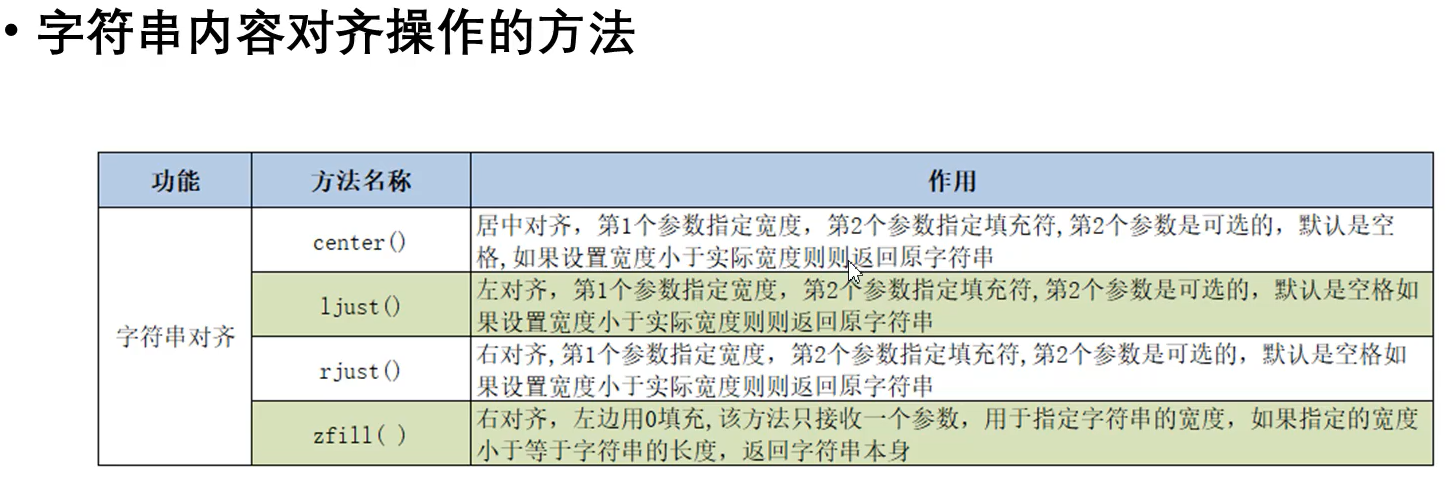 • 字符串内容对齐操作的方法
功能 方法名称 作用
字符串对齐
center()
居中对齐，第1个参数指定宽度，第2个参数指定填充符,第2个参数是可选的，默认是空
格,如果设置宽度小于实际宽度则则返回原字符串
ljust()
左对齐，第1个参数指定宽度，第2个参数指定填充符,第2个参数是可选的，默认是空格如
果设置宽度小于实际宽度则则返回原字符串
rjust()
右对齐,第1个参数指定宽度，第2个参数指定填充符,第2个参数是可选的，默认是空格如
果设置宽度小于实际宽度则则返回原字符串
zfill( )
右对齐，左边用0填充,该方法只接收一个参数，用于指定字符串的宽度，如果指定的宽度
小于等于字符串的长度，返回字符串本身